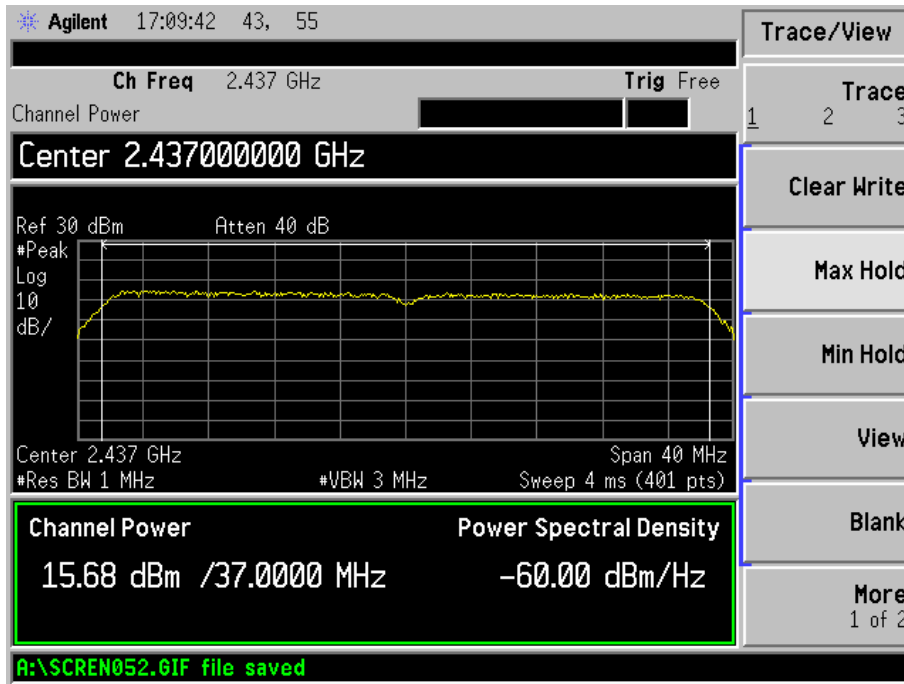 Agilent 17:09:42 43, 55
Trace/View
Ch Freq 2.437 GHz Trig Free
Channel Power
Trace
1 2 3
Center 2.437000000 GHz
Clear Write
Ref 30 dBm Atten 40 dB
#Peak
Log
10
dB/
Max Hold
Min Hold
Center 2.437 GHz Span 40 MHz
#Res BW 1 MHz #VBW 3 MHz Sweep 4 ms (401 pts)
View
Channel Power Power Spectral Density
15.68 dBm /37.0000 MHz -60.00 dBm/Hz
Blank
More
1 of 2
A:\SCREN052.GIF file saved